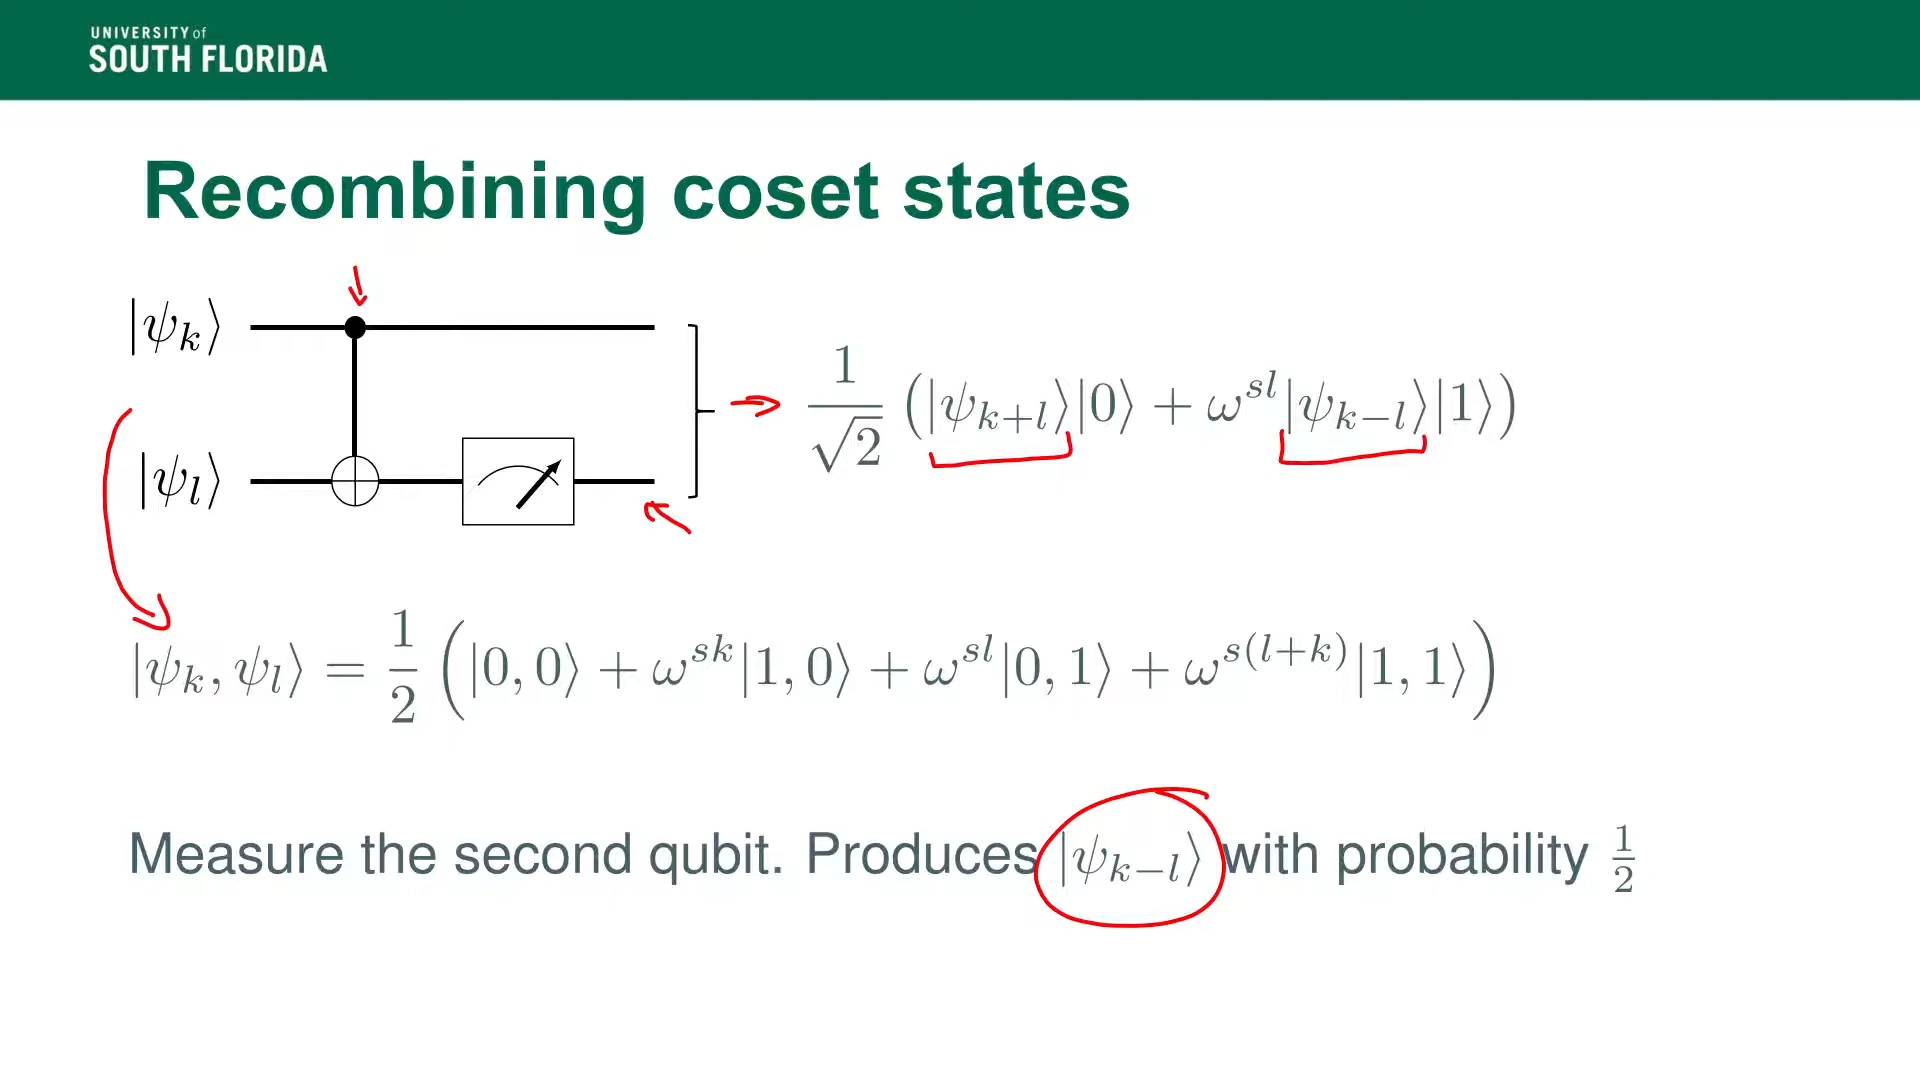 UNIVERSITY of
SOUTH FLORIDA
Recombining coset states
|ψ_k⟩
|ψ_l⟩
1/√2 (|ψ_{k+l}⟩|0⟩ + ω^{sl}|ψ_{k−l}⟩|1⟩)
|ψ_k, ψ_l⟩ = 1/2 (|0, 0⟩ + ω^{sk}|1, 0⟩ + ω^{sl}|0, 1⟩ + ω^{s(l+k)}|1, 1⟩)
Measure the second qubit. Produces |ψ_{k−l}⟩ with probability 1/2